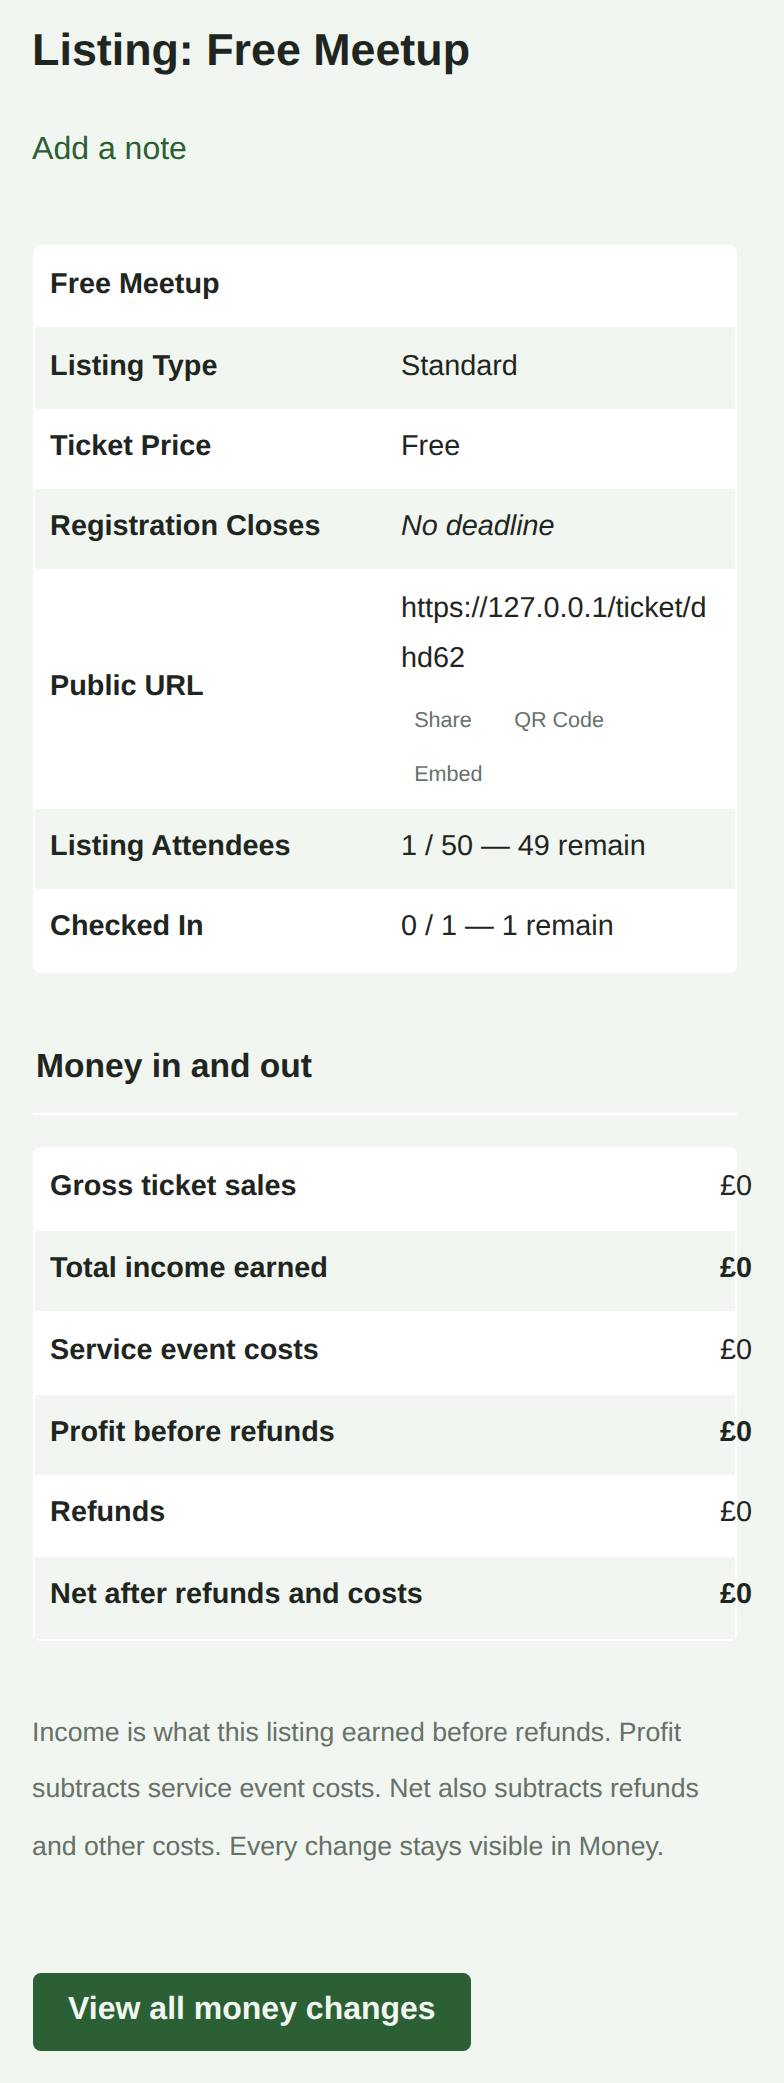 Listing: Free Meetup
Add a note
Free Meetup
Listing Type Standard
Ticket Price Free
Registration Closes No deadline
Public URL https://127.0.0.1/ticket/d
hd62
Share QR Code
Embed
Listing Attendees 1 / 50 — 49 remain
Checked In 0 / 1 — 1 remain
Money in and out
Gross ticket sales £0
Total income earned £0
Service event costs £0
Profit before refunds £0
Refunds £0
Net after refunds and costs £0
Income is what this listing earned before refunds. Profit
subtracts service event costs. Net also subtracts refunds
and other costs. Every change stays visible in Money.
View all money changes